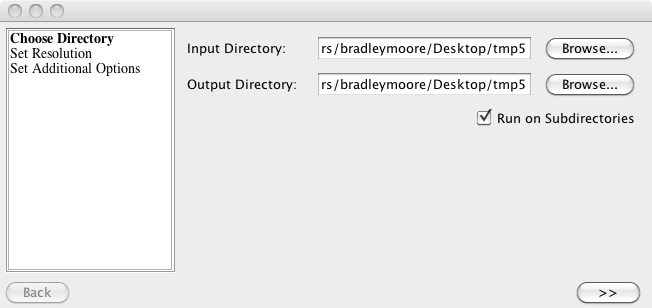 Choose Directory
Set Resolution
Set Additional Options
Input Directory: rs/bradleymoore/Desktop/tmp5 Browse...
Output Directory: rs/bradleymoore/Desktop/tmp5 Browse...
Run on Subdirectories
Back >>